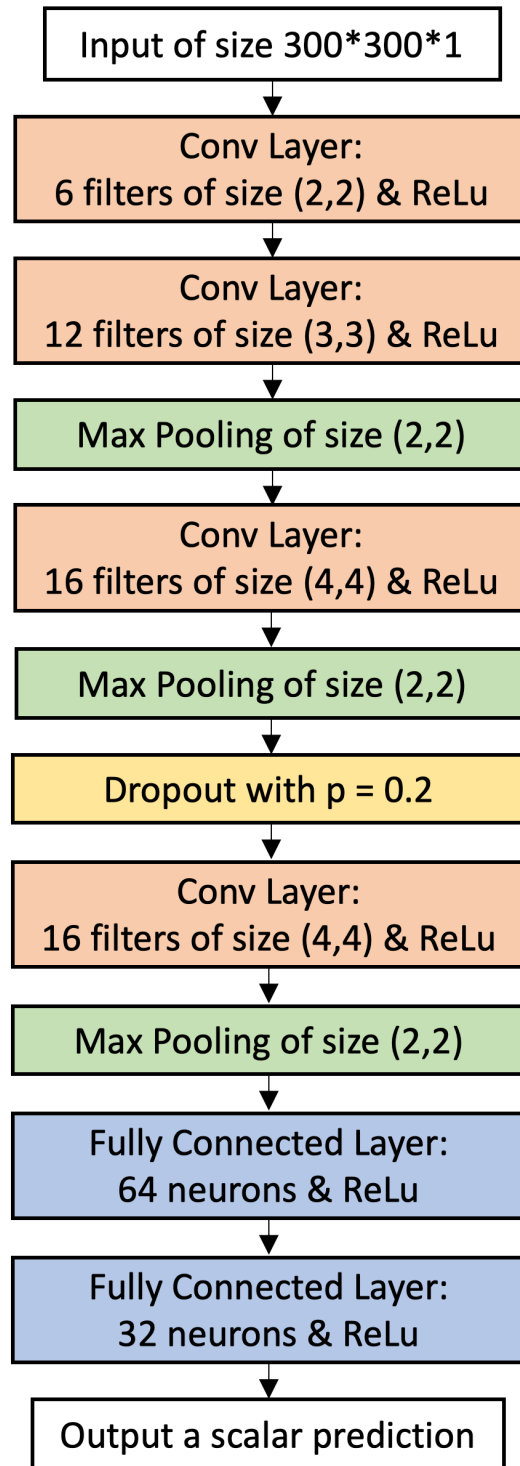 Input of size 300*300*1
Conv Layer:
6 filters of size (2,2) & ReLu
Conv Layer:
12 filters of size (3,3) & ReLu
Max Pooling of size (2,2)
Conv Layer:
16 filters of size (4,4) & ReLu
Max Pooling of size (2,2)
Dropout with p = 0.2
Conv Layer:
16 filters of size (4,4) & ReLu
Max Pooling of size (2,2)
Fully Connected Layer:
64 neurons & ReLu
Fully Connected Layer:
32 neurons & ReLu
Output a scalar prediction